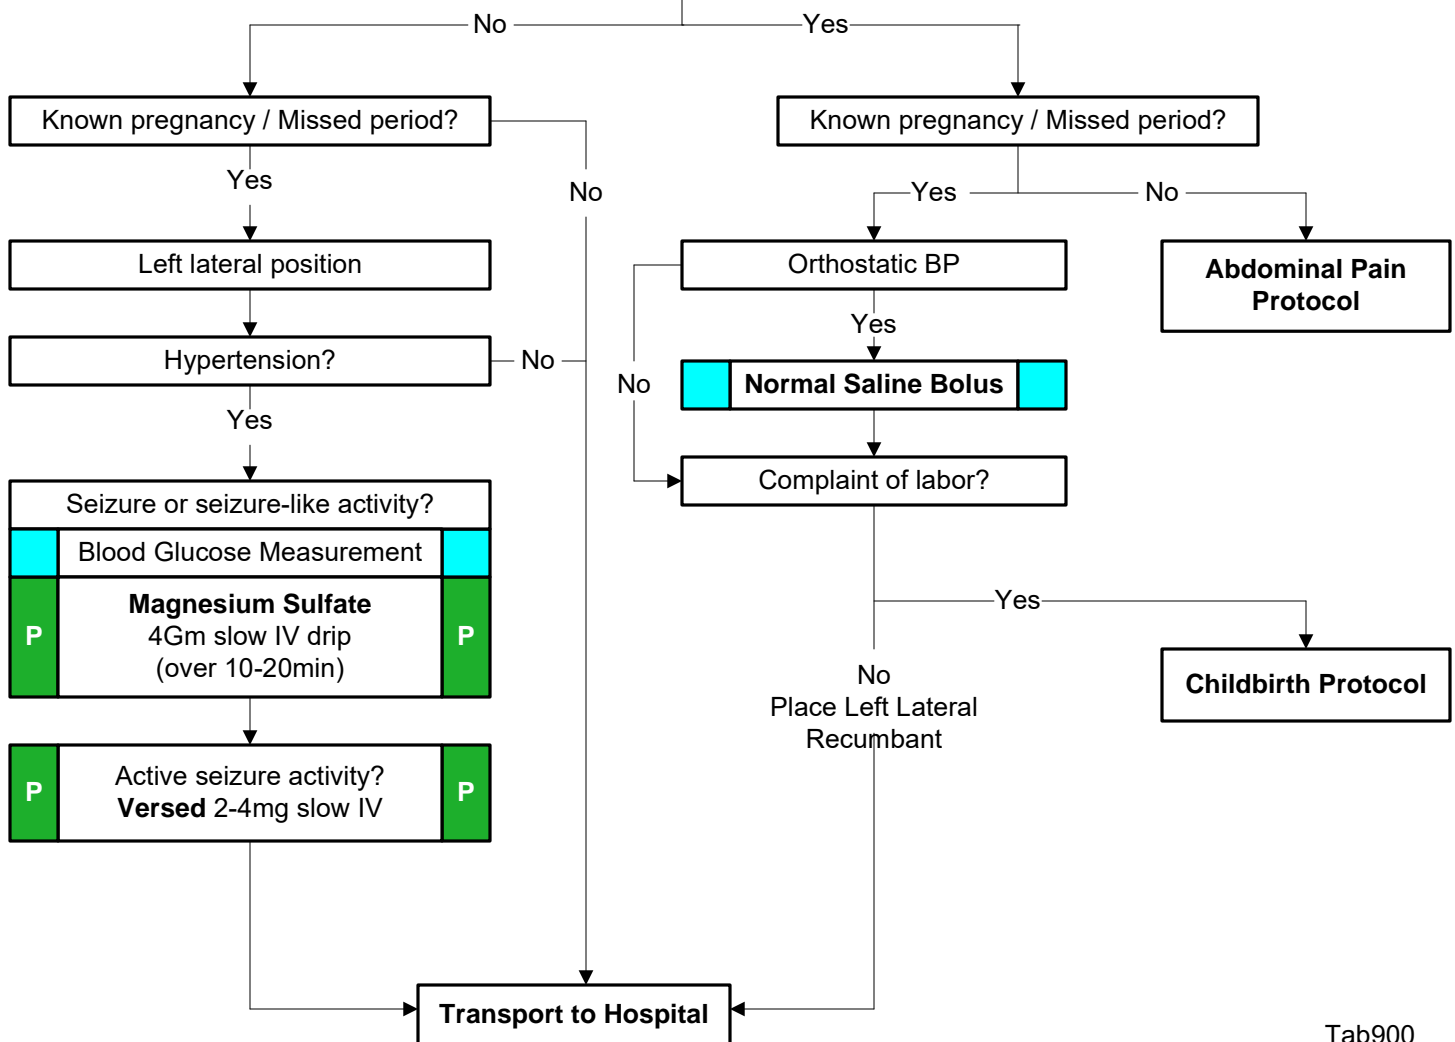 No
Yes
Known pregnancy / Missed period?
Known pregnancy / Missed period?
Yes
No
Yes
No
Left lateral position
Orthostatic BP
Abdominal Pain
Protocol
Yes
Hypertension?
No
No
Normal Saline Bolus
Yes
Complaint of labor?
Seizure or seizure-like activity?
Blood Glucose Measurement
P
Magnesium Sulfate
4Gm slow IV drip
(over 10-20min)
P
Yes
No
Place Left Lateral
Recumbant
Childbirth Protocol
P
Active seizure activity?
Versed 2-4mg slow IV
P
Transport to Hospital
Tab900